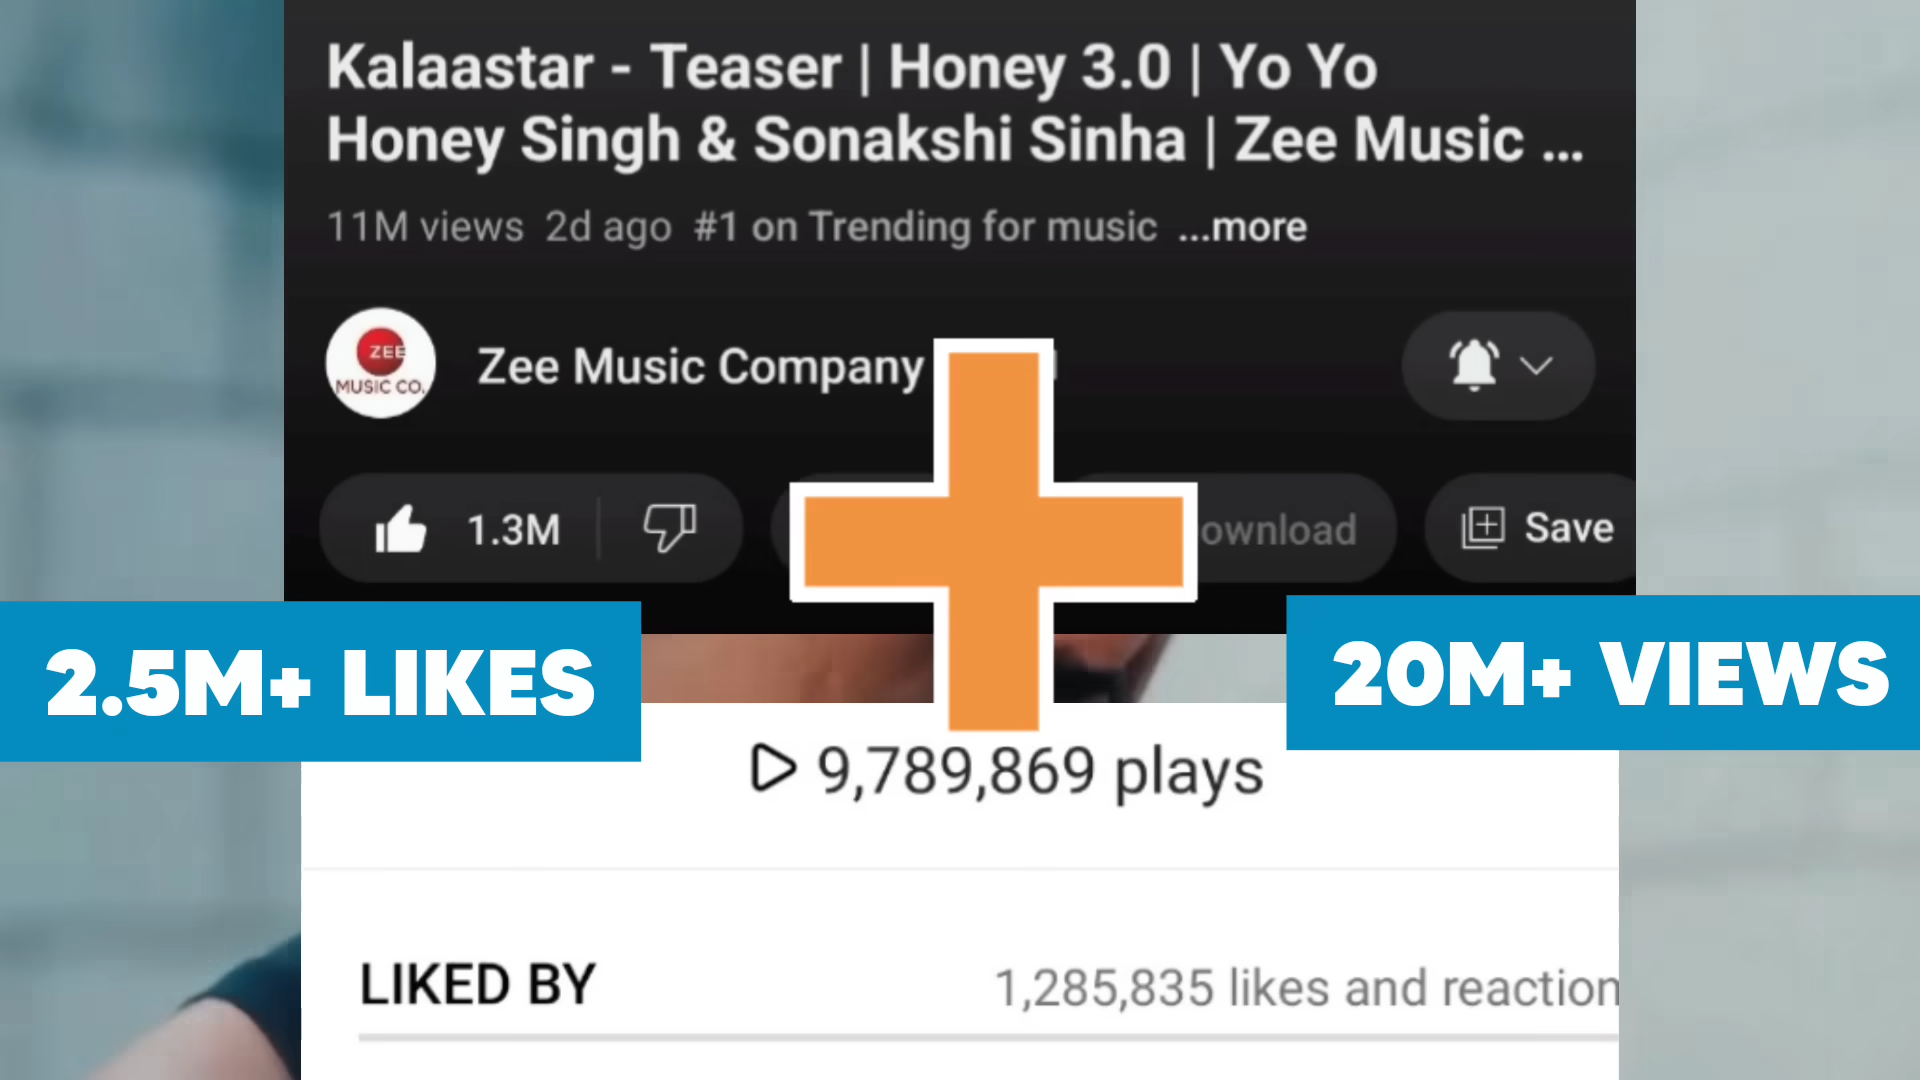 Kalaastar - Teaser | Honey 3.0 | Yo Yo
Honey Singh & Sonakshi Sinha | Zee Music ...
11M views 2d ago #1 on Trending for music ...more
ZEE
MUSIC CO.
Zee Music Company
1.3M
ownload
Save
2.5M+ LIKES
20M+ VIEWS
9,789,869 plays
LIKED BY
1,285,835 likes and reaction